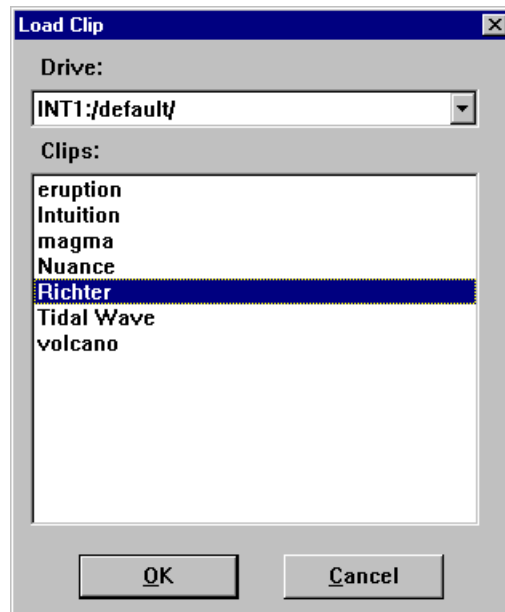 Load Clip
Drive:
INT1:/default/
Clips:
eruption
Intuition
magma
Nuance
Richter
Tidal Wave
volcano
OK
Cancel